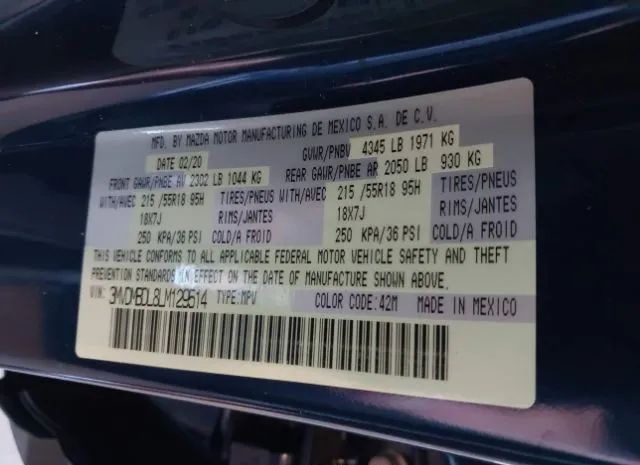 MFD. BY MAZDA MOTOR MANUFACTURING DE MEXICO S.A. DE C.V.
DATE 02/20 GVWR/PNBV 4345 LB 1971 KG
FRONT GAWR/PNBE AV 2302 LB 1044 KG REAR GAWR/PNBE AR 2050 LB 930 KG
WITH/AVEC 215 /55R18 95H TIRES/PNEUS WITH/AVEC 215 /55R18 95H TIRES/PNEUS
18X7J RIMS/JANTES 18X7J RIMS/JANTES
250 KPA/36 PSI COLD/A FROID 250 KPA/36 PSI COLD/A FROID
THIS VEHICLE CONFORMS TO ALL APPLICABLE FEDERAL MOTOR VEHICLE SAFETY AND THEFT
PREVENTION STANDARDS IN EFFECT ON THE DATE OF MANUFACTURE SHOWN ABOVE.
VIN: 3MVDMBDL8LM129514 TYPE:MPV COLOR CODE:42M MADE IN MEXICO